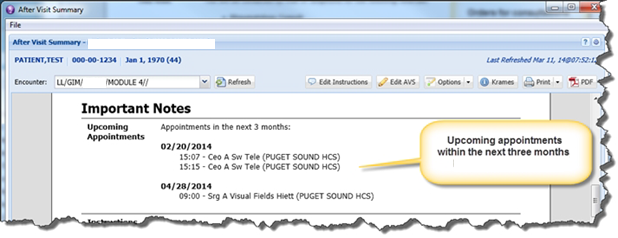 After Visit Summary
File
After Visit Summary -
PATIENT,TEST 000-00-1234 Jan 1, 1970 (44) Last Refreshed Mar 11, 14@07:52:1
Encounter: LL/GIM/ /MODULE 4// Refresh Edit Instructions Edit AVS Options Krames Print PDF
Important Notes
Upcoming Appointments in the next 3 months:
Appointments
02/20/2014
15:07 - Ceo A Sw Tele (PUGET SOUND HCS)
15:15 - Ceo A Sw Tele (PUGET SOUND HCS)
04/28/2014
09:00 - Srg A Visual Fields Hiett (PUGET SOUND HCS)
Upcoming appointments
within the next three months
Instructions